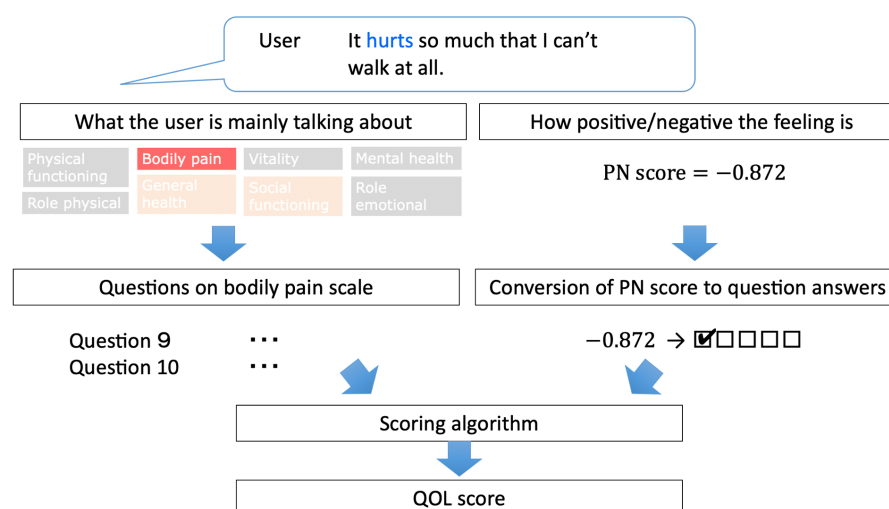 User It hurts so much that I can't
walk at all.
What the user is mainly talking about
How positive/negative the feeling is
Physical
functioning
Bodily pain
Vitality
Mental health
Role physical
General
health
Social
functioning
Role
emotional
PN score = −0.872
Questions on bodily pain scale
Conversion of PN score to question answers
Question 9 ･･･
Question 10 ･･･
−0.872 → ☑□□□□
Scoring algorithm
QOL score